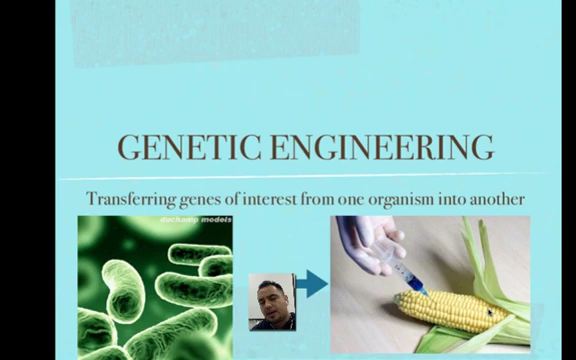 GENETIC ENGINEERING
Transferring genes of interest from one organism into another
duchamp models